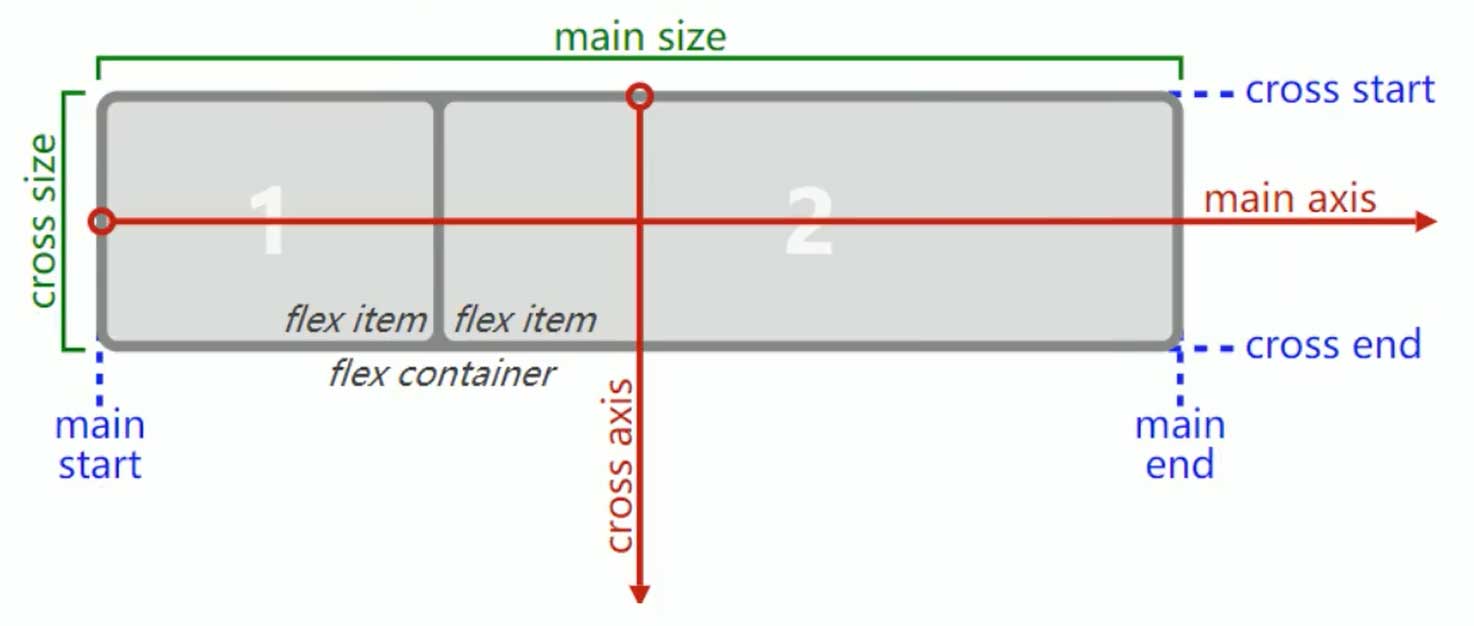 main size
cross start
cross size
main axis
1
2
flex item
flex item
cross end
flex container
cross axis
main
start
main
end